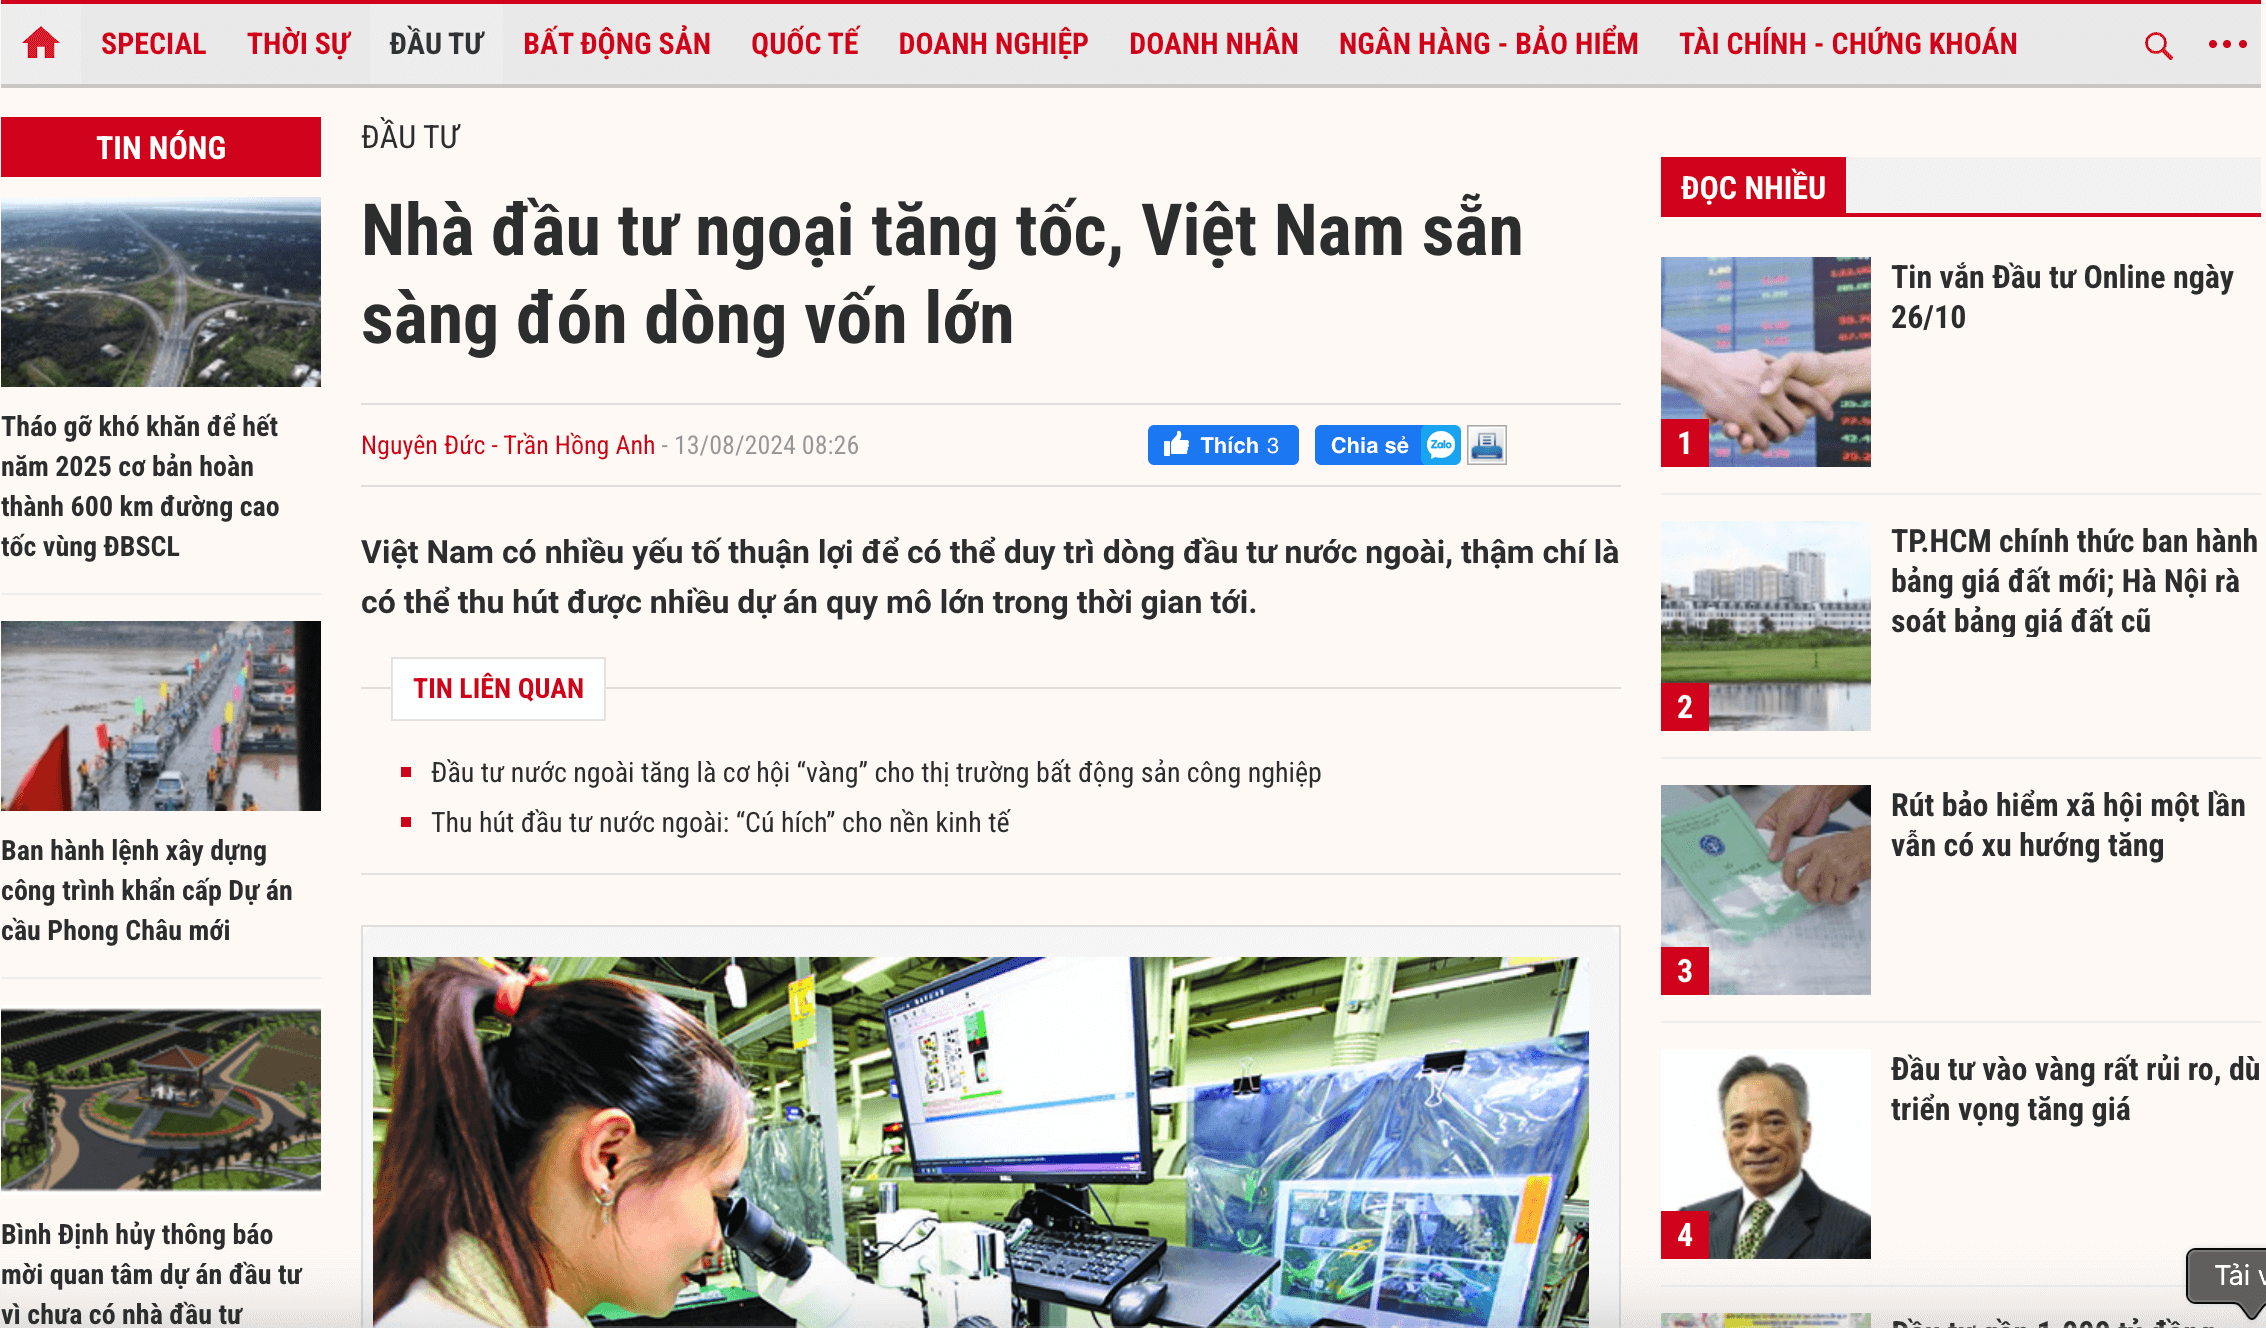 SPECIAL THỜI SỰ ĐẦU TƯ BẤT ĐỘNG SẢN QUỐC TẾ DOANH NGHIỆP DOANH NHÂN NGÂN HÀNG - BẢO HIỂM TÀI CHÍNH - CHỨNG KHOÁN
TIN NÓNG
Tháo gỡ khó khăn để hết
năm 2025 cơ bản hoàn
thành 600 km đường cao
tốc vùng ĐBSCL
Ban hành lệnh xây dựng
công trình khẩn cấp Dự án
cầu Phong Châu mới
Bình Định hủy thông báo
mời quan tâm dự án đầu tư
vì chưa có nhà đầu tư
ĐẦU TƯ
Nhà đầu tư ngoại tăng tốc, Việt Nam sẵn
sàng đón dòng vốn lớn
Nguyên Đức - Trần Hồng Anh - 13/08/2024 08:26
Thích 3
Chia sẻ
Zalo
Việt Nam có nhiều yếu tố thuận lợi để có thể duy trì dòng đầu tư nước ngoài, thậm chí là
có thể thu hút được nhiều dự án quy mô lớn trong thời gian tới.
TIN LIÊN QUAN
Đầu tư nước ngoài tăng là cơ hội “vàng” cho thị trường bất động sản công nghiệp
Thu hút đầu tư nước ngoài: “Cú hích” cho nền kinh tế
ĐỌC NHIỀU
1
Tin vắn Đầu tư Online ngày
26/10
2
TP.HCM chính thức ban hành
bảng giá đất mới; Hà Nội rà
soát bảng giá đất cũ
3
Rút bảo hiểm xã hội một lần
vẫn có xu hướng tăng
4
Đầu tư vào vàng rất rủi ro, dù
triển vọng tăng giá
Tải